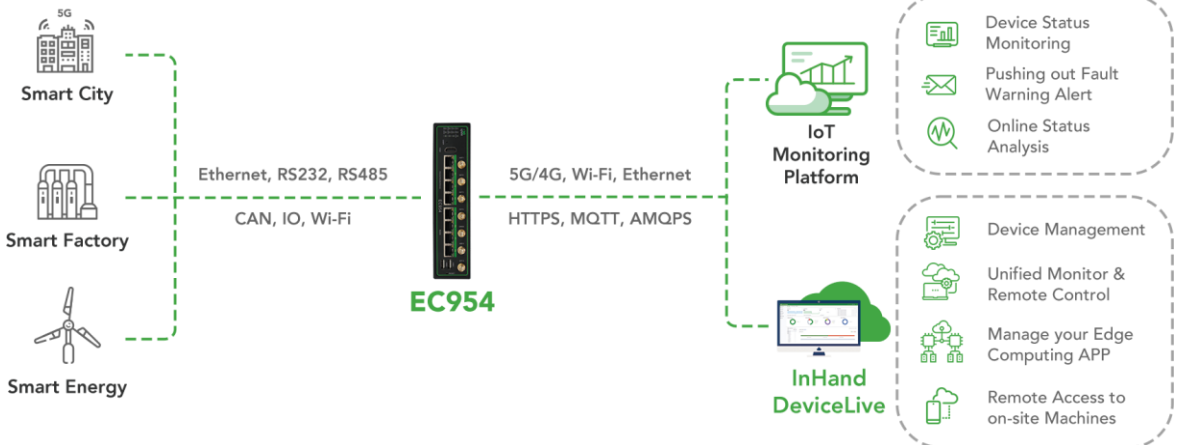 5G
Smart City
Smart Factory
Smart Energy
Ethernet, RS232, RS485
CAN, IO, Wi-Fi
EC954
5G/4G, Wi-Fi, Ethernet
HTTPS, MQTT, AMQPS
IoT
Monitoring
Platform
InHand
DeviceLive
Device Status
Monitoring
Pushing out Fault
Warning Alert
Online Status
Analysis
Device Management
Unified Monitor &
Remote Control
Manage your Edge
Computing APP
Remote Access to
on-site Machines